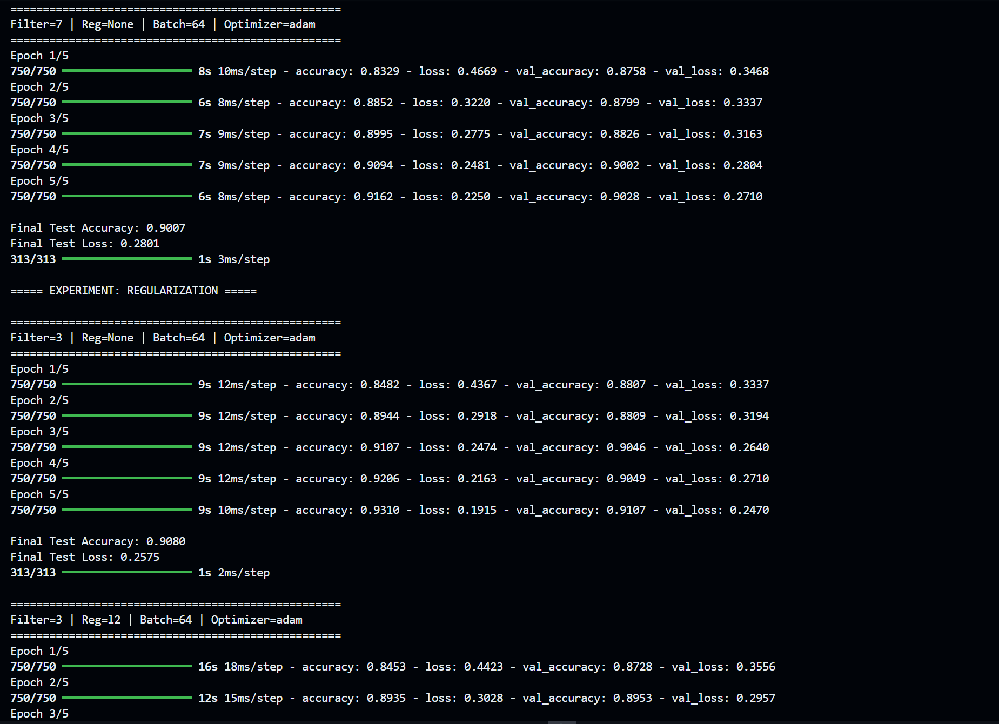 ===================================================
Filter=7 | Reg=None | Batch=64 | Optimizer=adam
===================================================
Epoch 1/5
750/750 ━━━━━━━━━━━━━━━━━━━━ 8s 10ms/step - accuracy: 0.8329 - loss: 0.4669 - val_accuracy: 0.8758 - val_loss: 0.3468
Epoch 2/5
750/750 ━━━━━━━━━━━━━━━━━━━━ 6s 8ms/step - accuracy: 0.8852 - loss: 0.3220 - val_accuracy: 0.8799 - val_loss: 0.3337
Epoch 3/5
750/750 ━━━━━━━━━━━━━━━━━━━━ 7s 9ms/step - accuracy: 0.8995 - loss: 0.2775 - val_accuracy: 0.8826 - val_loss: 0.3163
Epoch 4/5
750/750 ━━━━━━━━━━━━━━━━━━━━ 7s 9ms/step - accuracy: 0.9094 - loss: 0.2481 - val_accuracy: 0.9002 - val_loss: 0.2804
Epoch 5/5
750/750 ━━━━━━━━━━━━━━━━━━━━ 6s 8ms/step - accuracy: 0.9162 - loss: 0.2250 - val_accuracy: 0.9028 - val_loss: 0.2710

Final Test Accuracy: 0.9007
Final Test Loss: 0.2801
313/313 ━━━━━━━━━━━━━━━━━━━━ 1s 3ms/step

===== EXPERIMENT: REGULARIZATION =====

===================================================
Filter=3 | Reg=None | Batch=64 | Optimizer=adam
===================================================
Epoch 1/5
750/750 ━━━━━━━━━━━━━━━━━━━━ 9s 12ms/step - accuracy: 0.8482 - loss: 0.4367 - val_accuracy: 0.8807 - val_loss: 0.3337
Epoch 2/5
750/750 ━━━━━━━━━━━━━━━━━━━━ 9s 12ms/step - accuracy: 0.8944 - loss: 0.2918 - val_accuracy: 0.8809 - val_loss: 0.3194
Epoch 3/5
750/750 ━━━━━━━━━━━━━━━━━━━━ 9s 12ms/step - accuracy: 0.9107 - loss: 0.2474 - val_accuracy: 0.9046 - val_loss: 0.2640
Epoch 4/5
750/750 ━━━━━━━━━━━━━━━━━━━━ 9s 12ms/step - accuracy: 0.9206 - loss: 0.2163 - val_accuracy: 0.9049 - val_loss: 0.2710
Epoch 5/5
750/750 ━━━━━━━━━━━━━━━━━━━━ 9s 10ms/step - accuracy: 0.9310 - loss: 0.1915 - val_accuracy: 0.9107 - val_loss: 0.2470

Final Test Accuracy: 0.9080
Final Test Loss: 0.2575
313/313 ━━━━━━━━━━━━━━━━━━━━ 1s 2ms/step

===================================================
Filter=3 | Reg=l2 | Batch=64 | Optimizer=adam
===================================================
Epoch 1/5
750/750 ━━━━━━━━━━━━━━━━━━━━ 16s 18ms/step - accuracy: 0.8453 - loss: 0.4423 - val_accuracy: 0.8728 - val_loss: 0.3556
Epoch 2/5
750/750 ━━━━━━━━━━━━━━━━━━━━ 12s 15ms/step - accuracy: 0.8935 - loss: 0.3028 - val_accuracy: 0.8953 - val_loss: 0.2957
Epoch 3/5